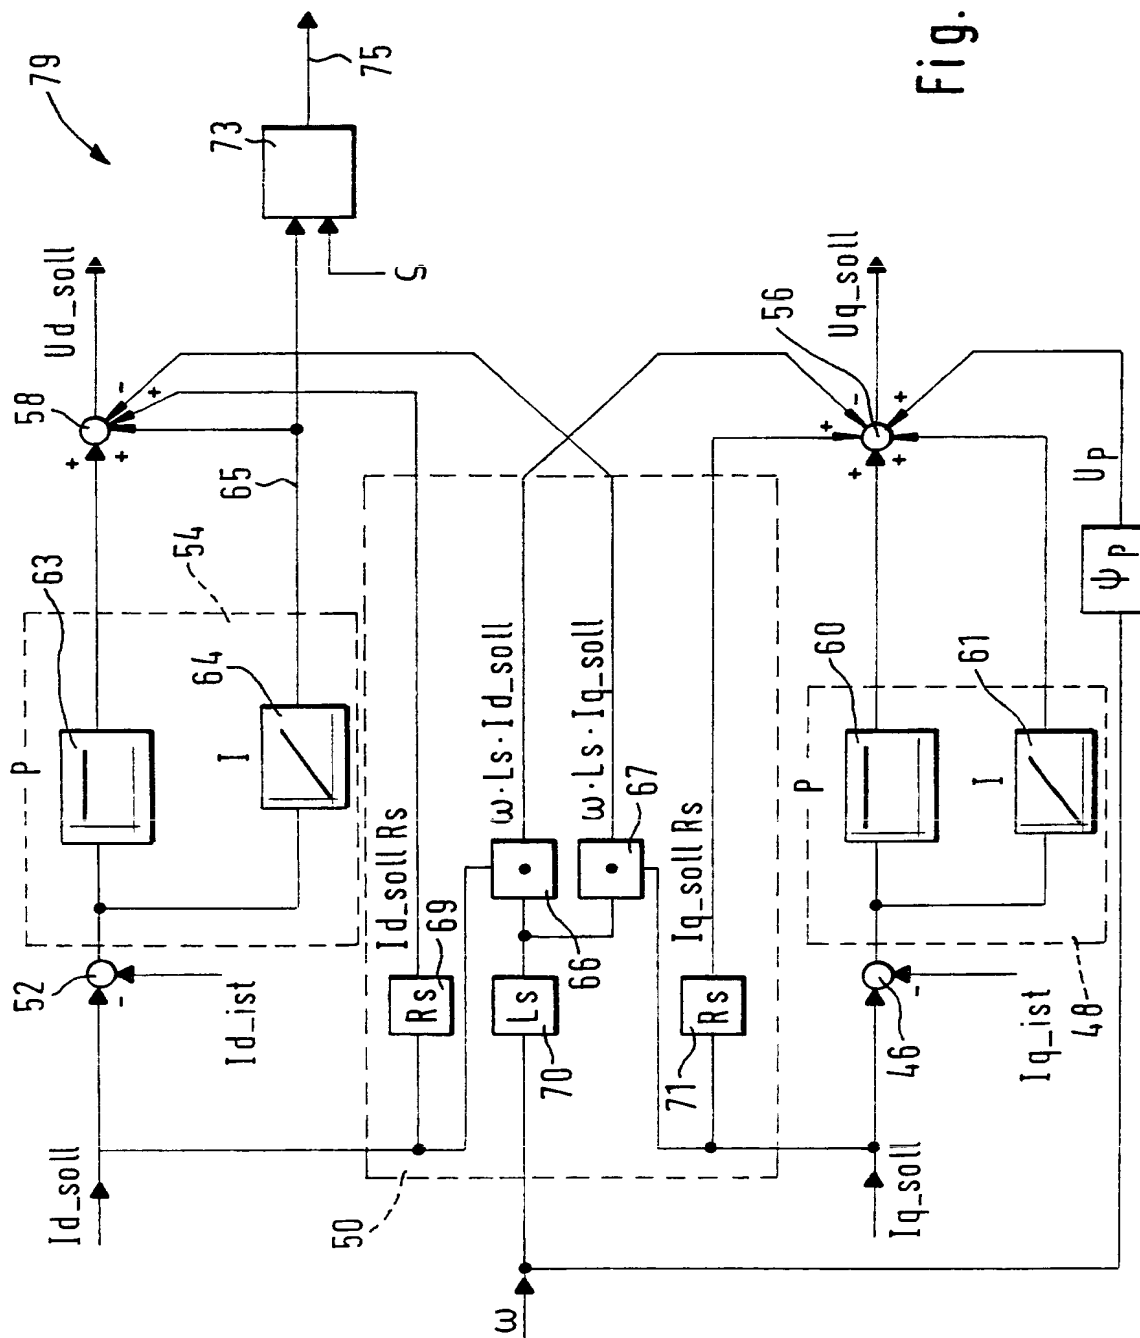 79
75
73
S
Ud_soll
58
-
+
+
+
65
54
63
P
64
I
52
-
Id_ist
Id_soll
50
Id_soll Rs
Rs
69
ω·Ls·Id_soll
ω·Ls·Iq_soll
66
67
Ls
70
Iq_soll Rs
Rs
71
ω
Uq_soll
56
-
+
+
+
+
Up
ψp
60
P
61
I
48
46
-
Iq_ist
Iq_soll
Fig.